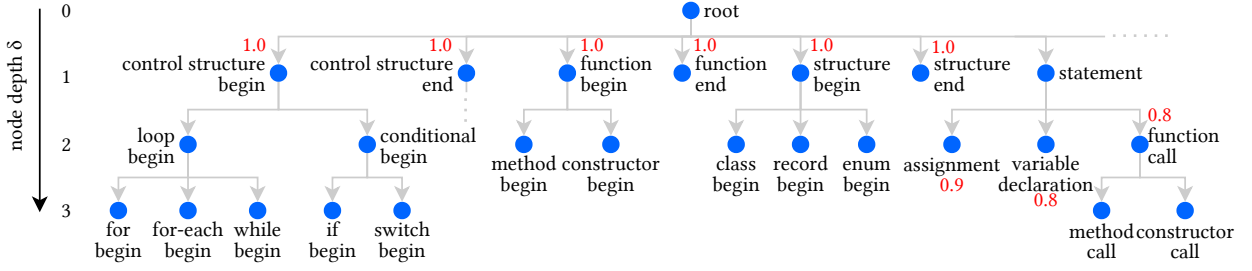 node depth δ
0
root
1.0
1.0
1.0
1.0
1.0
1.0
1
control structure
begin
control structure
end
function
begin
function
end
structure
begin
structure
end
statement
0.8
2
loop
begin
conditional
begin
method
begin
constructor
begin
class
begin
record
begin
enum
begin
assignment
0.9
variable
declaration
0.8
function
call
3
for
begin
for-each
begin
while
begin
if
begin
switch
begin
method
call
constructor
call